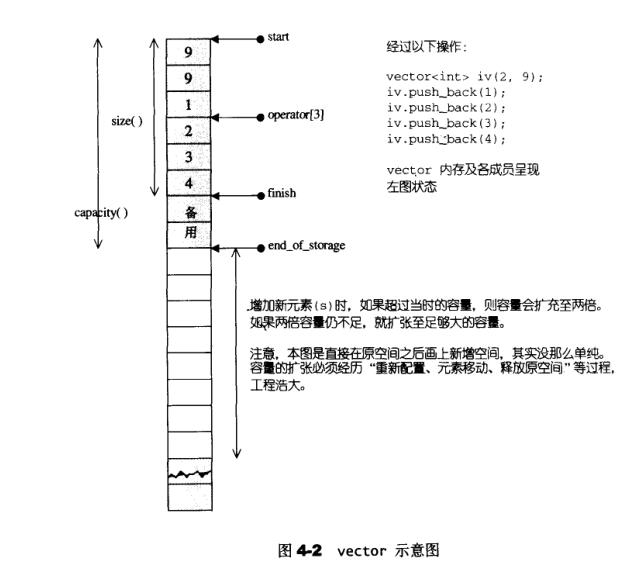 start
9
9
1
size( )
operator[3]
2
3
4
finish
capacity( )
备
用
end_of_storage
经过以下操作:
vector<int> iv(2, 9);
iv.push_back(1);
iv.push_back(2);
iv.push_back(3);
iv.push_back(4);
vector 内存及各成员呈现
左图状态
增加新元素(s)时，如果超过当时的容量，则容量会扩充至两倍。
如果两倍容量仍不足，就扩张至足够大的容量。
注意，本图是直接在原空间之后画上新增空间，其实没那么单纯。
容量的扩张必须经历“重新配置、元素移动、释放原空间”等过程，
工程浩大。
图 4-2 vector 示意图